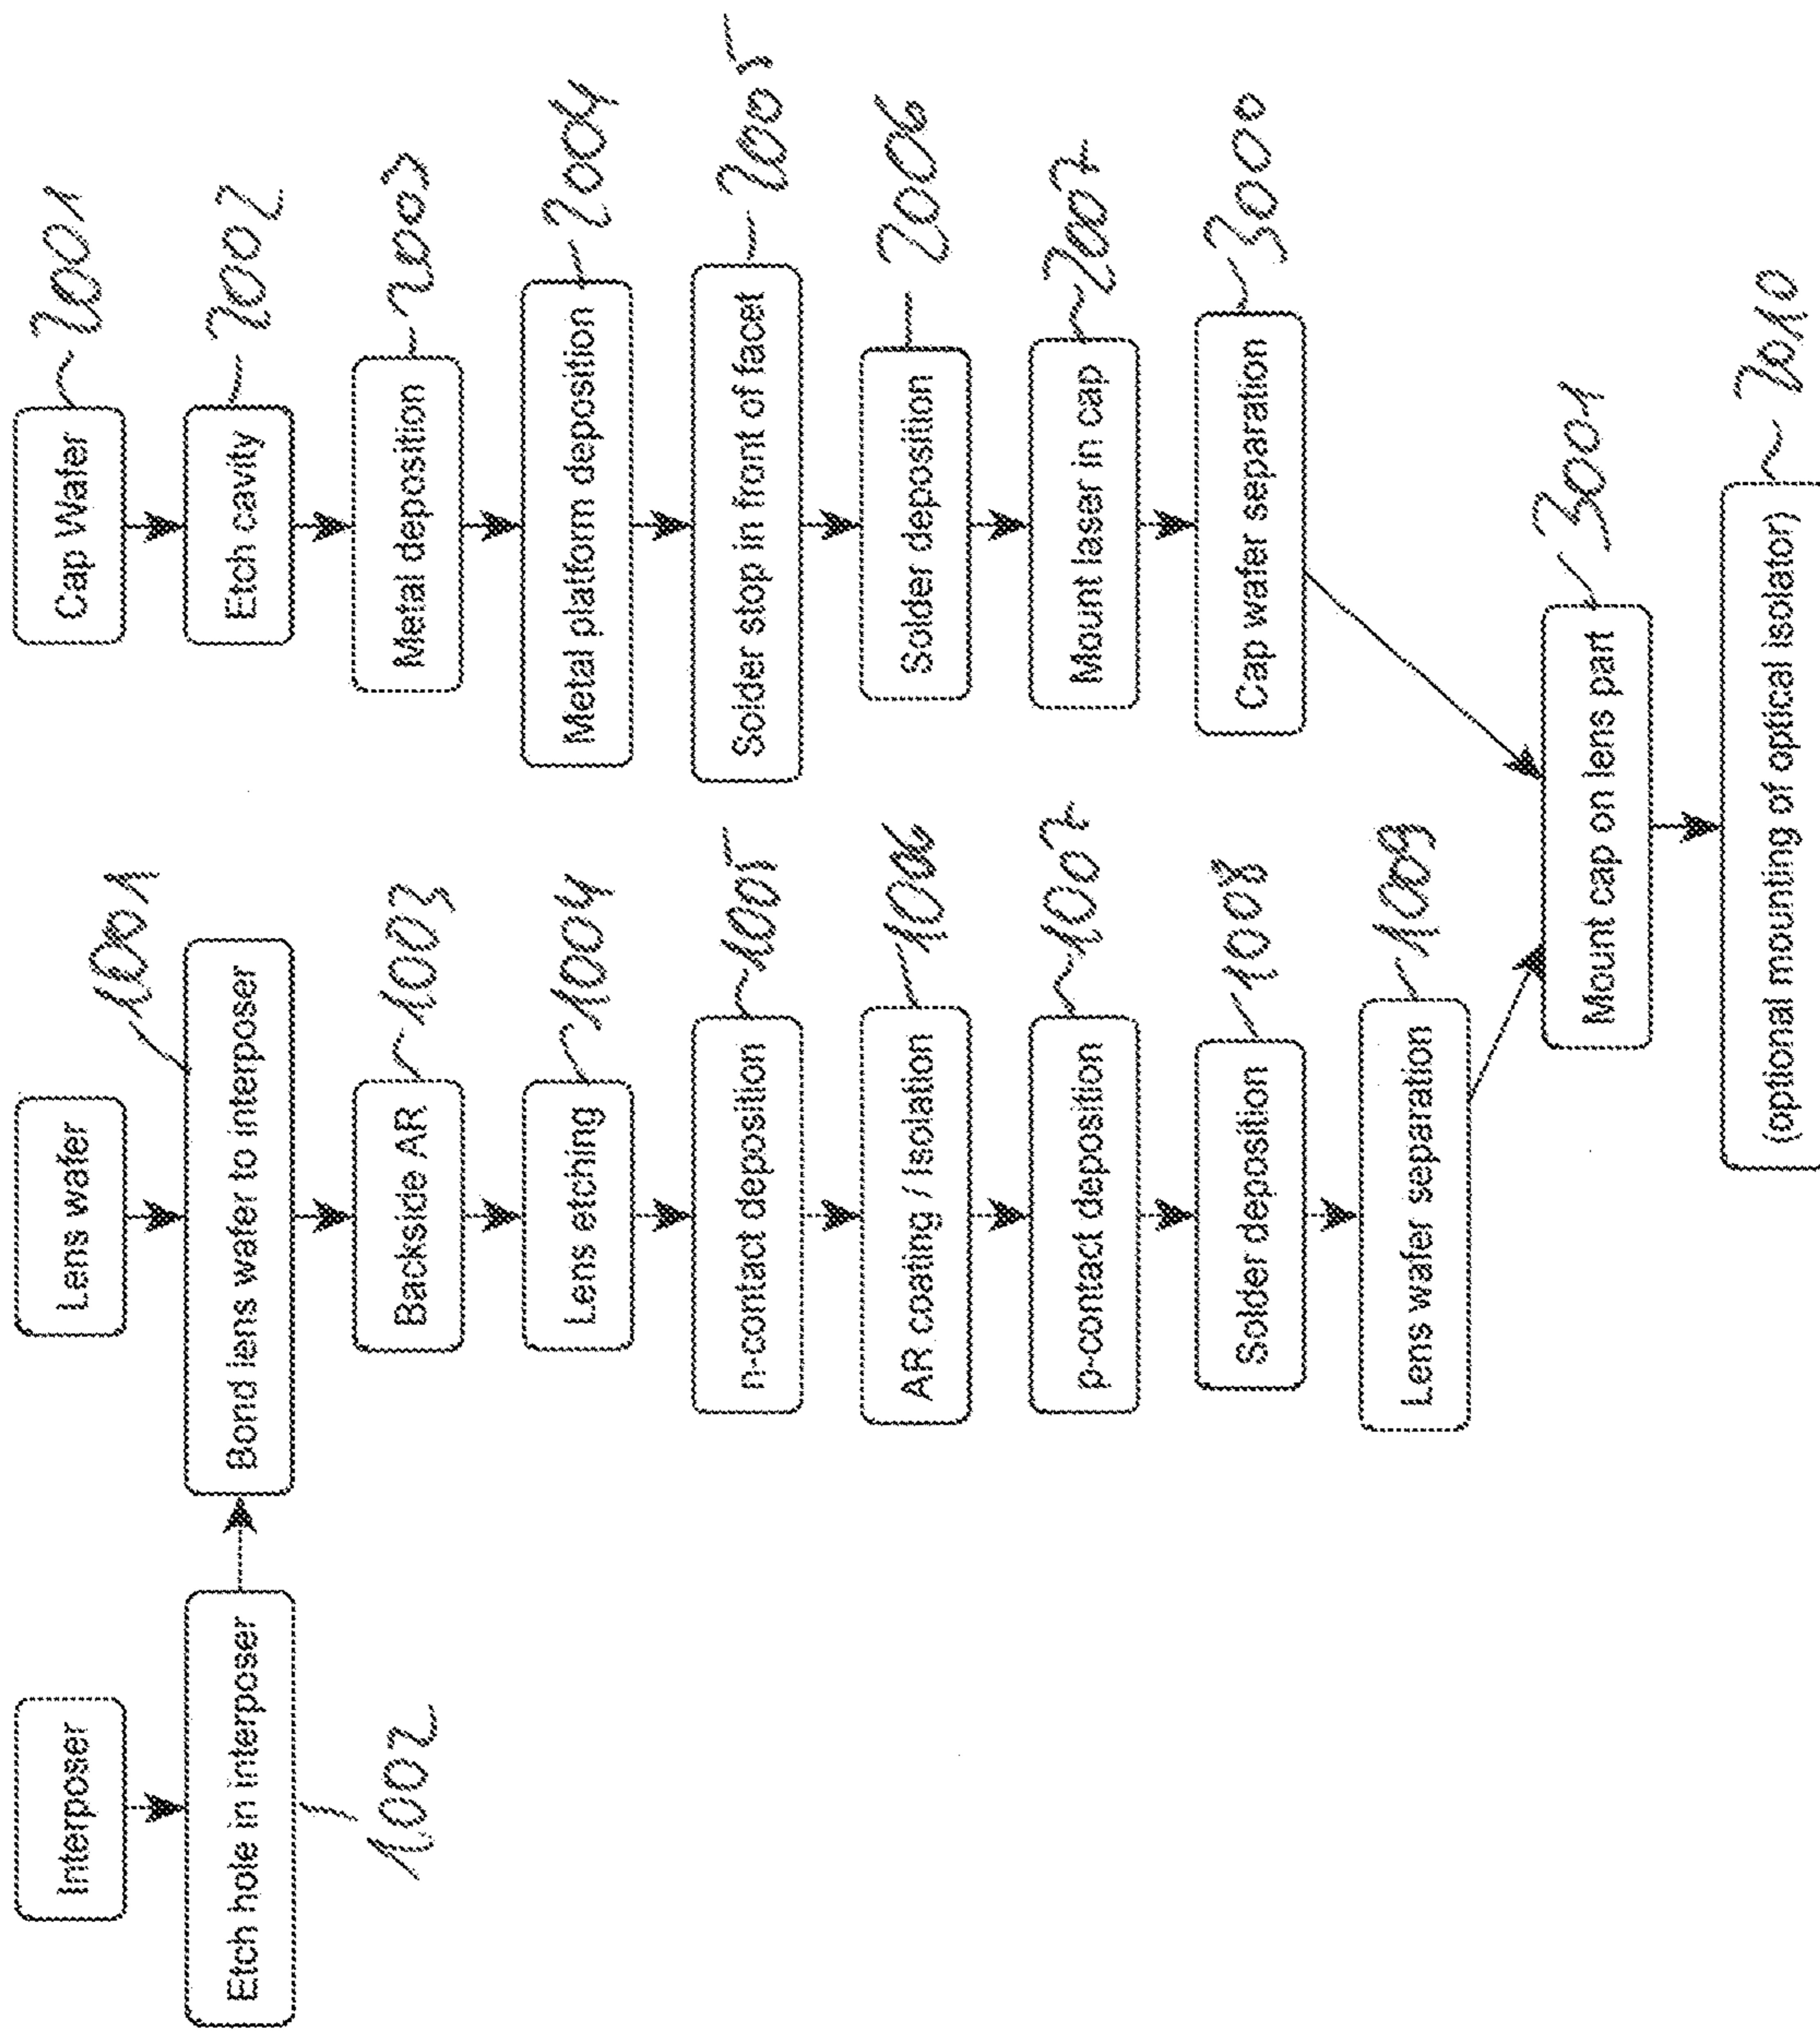 Interposer
Etch hole in interposer
1002
Lens wafer
1001
Bond lens wafer to interposer
Backside AR
1003
Lens etching
1004
n-contact deposition
1005
AR coating / Isolation
1006
p-contact deposition
1007
Solder deposition
1008
Lens wafer separation
1009
Cap Wafer
2001
Etch cavity
2002
Metal deposition
2003
Metal platform deposition
2004
Solder stop in front of facet
2005
Solder deposition
2006
Mount laser in cap
2007
Cap wafer separation
3000
Mount cap on lens part
3001
(optional mounting of optical isolator)
2010